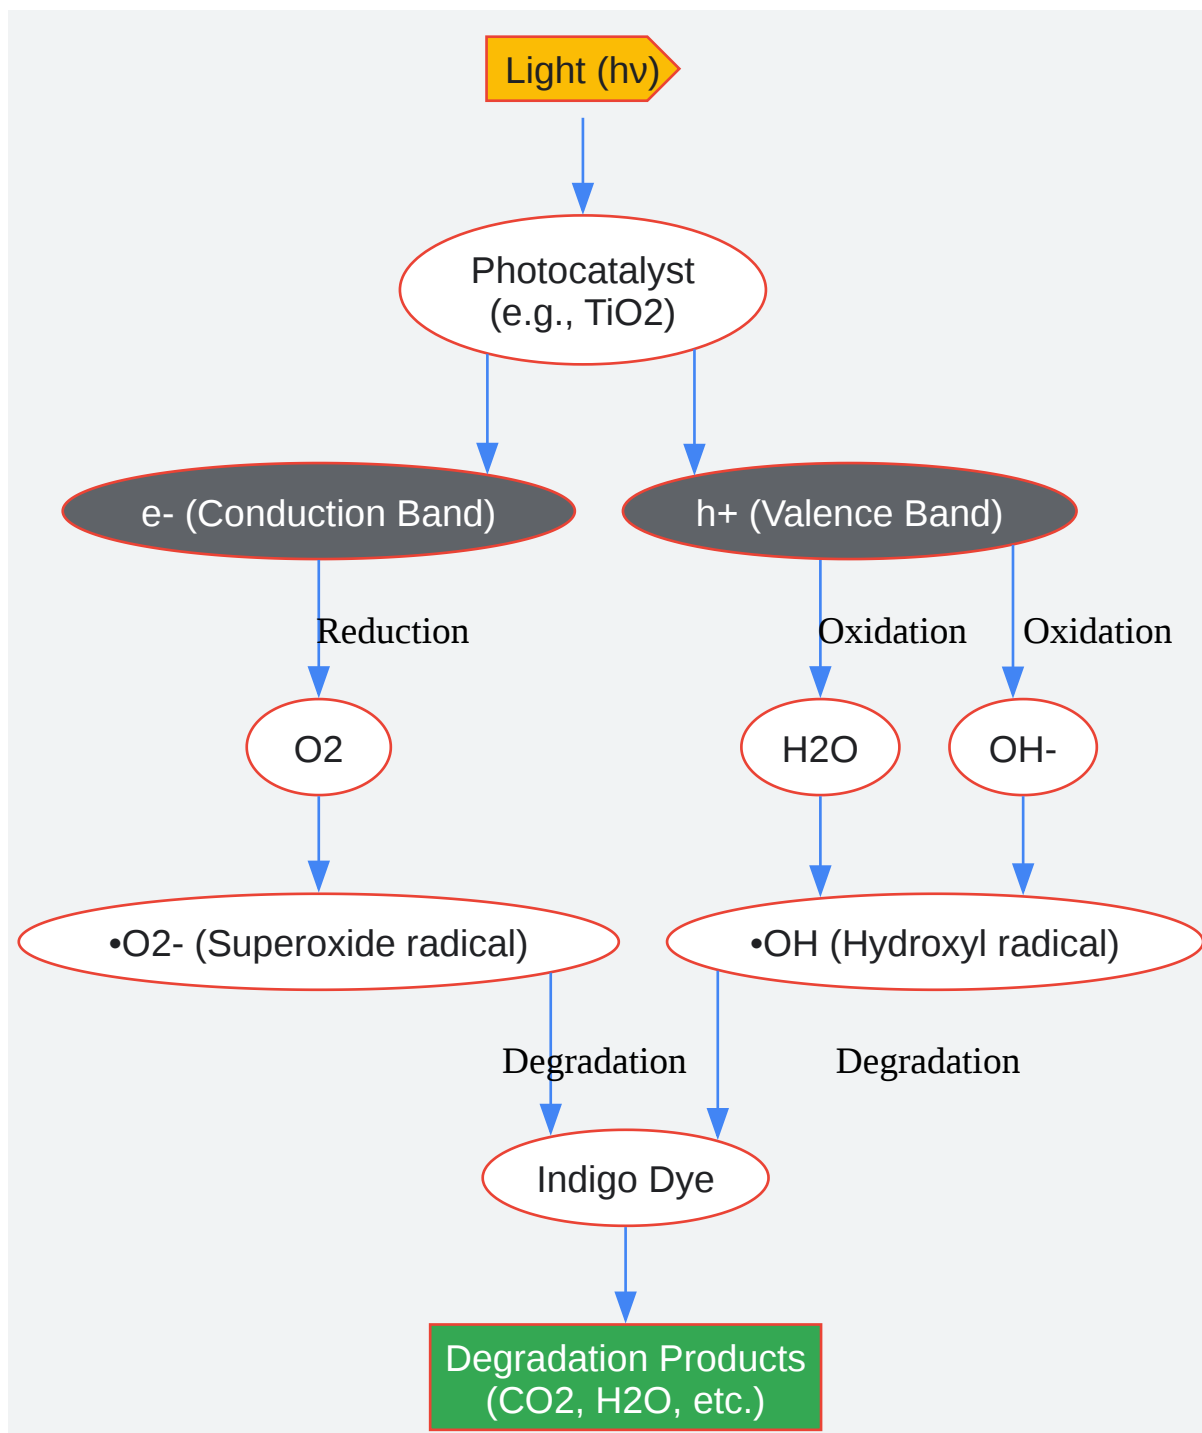 Light (hν)
Photocatalyst
(e.g., TiO2)
e- (Conduction Band)
h+ (Valence Band)
Reduction
Oxidation
Oxidation
O2
H2O
OH-
•O2- (Superoxide radical)
•OH (Hydroxyl radical)
Degradation
Degradation
Indigo Dye
Degradation Products
(CO2, H2O, etc.)